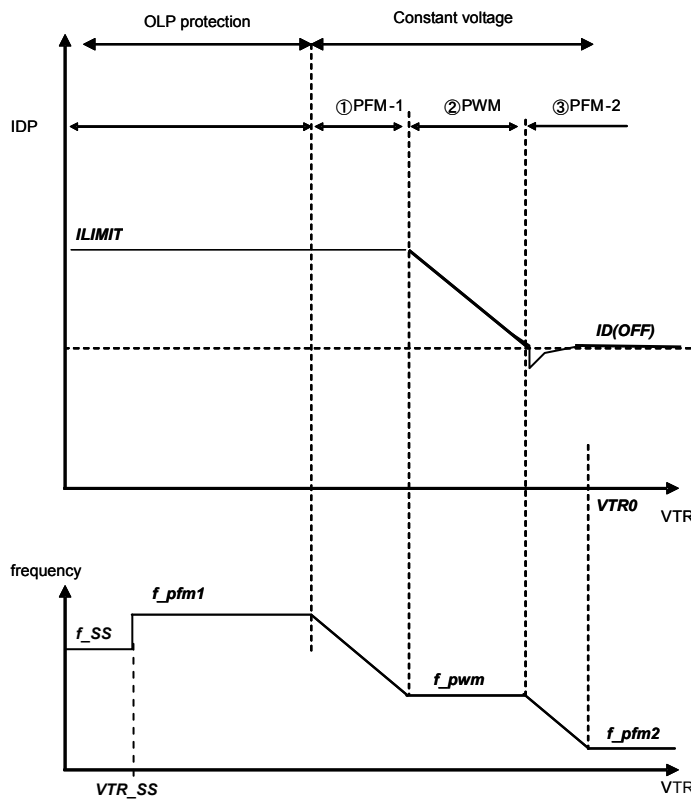 OLP protection
Constant voltage
①PFM-1
②PWM
③PFM-2
IDP
ILIMIT
ID(OFF)
VTR0
VTR
frequency
f_pfm1
f_SS
f_pwm
f_pfm2
VTR_SS
VTR